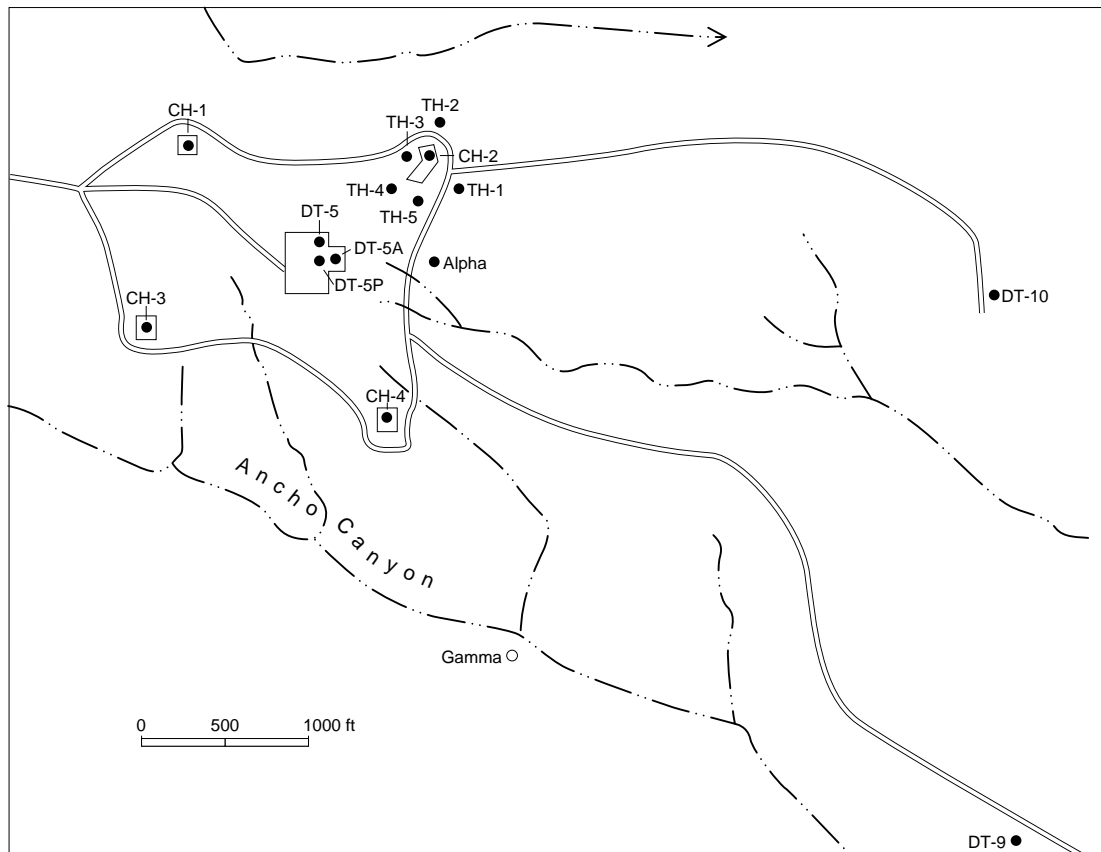 TH-2
CH-1
TH-3
CH-2
TH-4
TH-1
DT-5
TH-5
DT-5A
Alpha
DT-5P
CH-3
DT-10
CH-4
Ancho Canyon
Gamma
0 500 1000 ft
DT-9